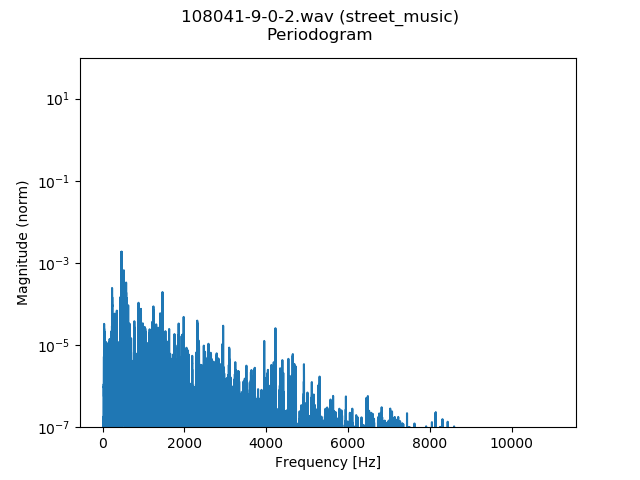 108041-9-0-2.wav (street_music)
Periodogram
10¹
10⁻¹
10⁻³
10⁻⁵
10⁻⁷
Magnitude (norm)
0 2000 4000 6000 8000 10000
Frequency [Hz]